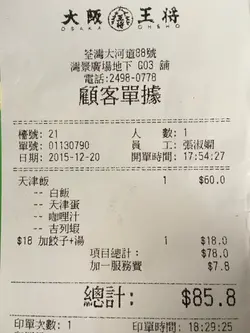 大阪王将
OSAKA OHSHO
荃灣大河道88號
灣景廣場地下 G03 舖
電話:2498-0778
顧客單據
檯號: 21 人數: 1
單號: 01130790 員工: 張淑嫻
日期: 2015-12-20 開單時間: 17:54:27
天津飯 1 $60.0
-- 白飯
-- 天津蛋
-- 咖喱汁
-- 吉列蝦
$18 加餃子+湯 1 $18.0
項目總計: $78.0
加一服務費 $7.8
總計: $85.8
印單次數: 1 印單時間: 18:29:25